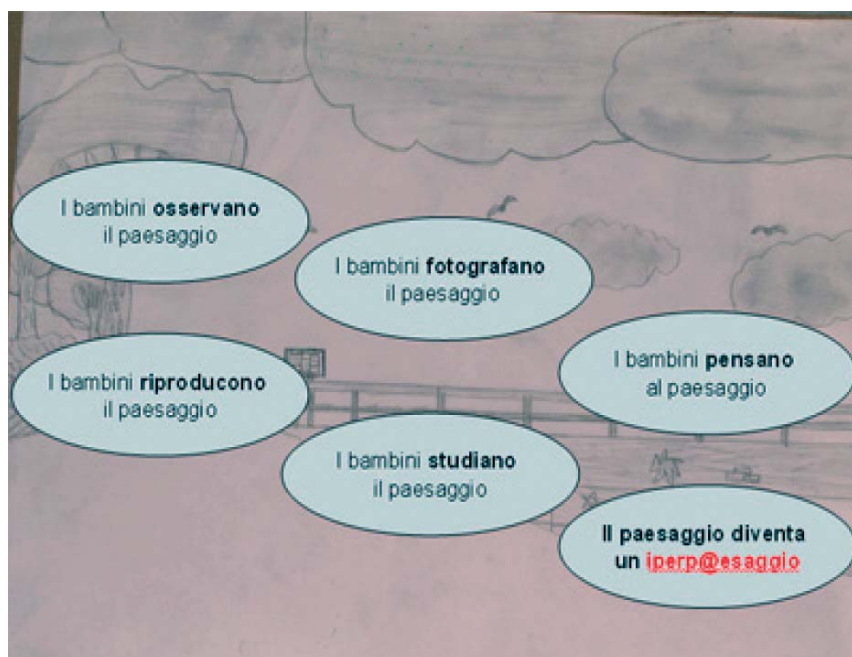 I bambini osservano
il paesaggio
I bambini fotografano
il paesaggio
I bambini pensano
al paesaggio
I bambini riproducono
il paesaggio
I bambini studiano
il paesaggio
Il paesaggio diventa
un iperp@esaggio